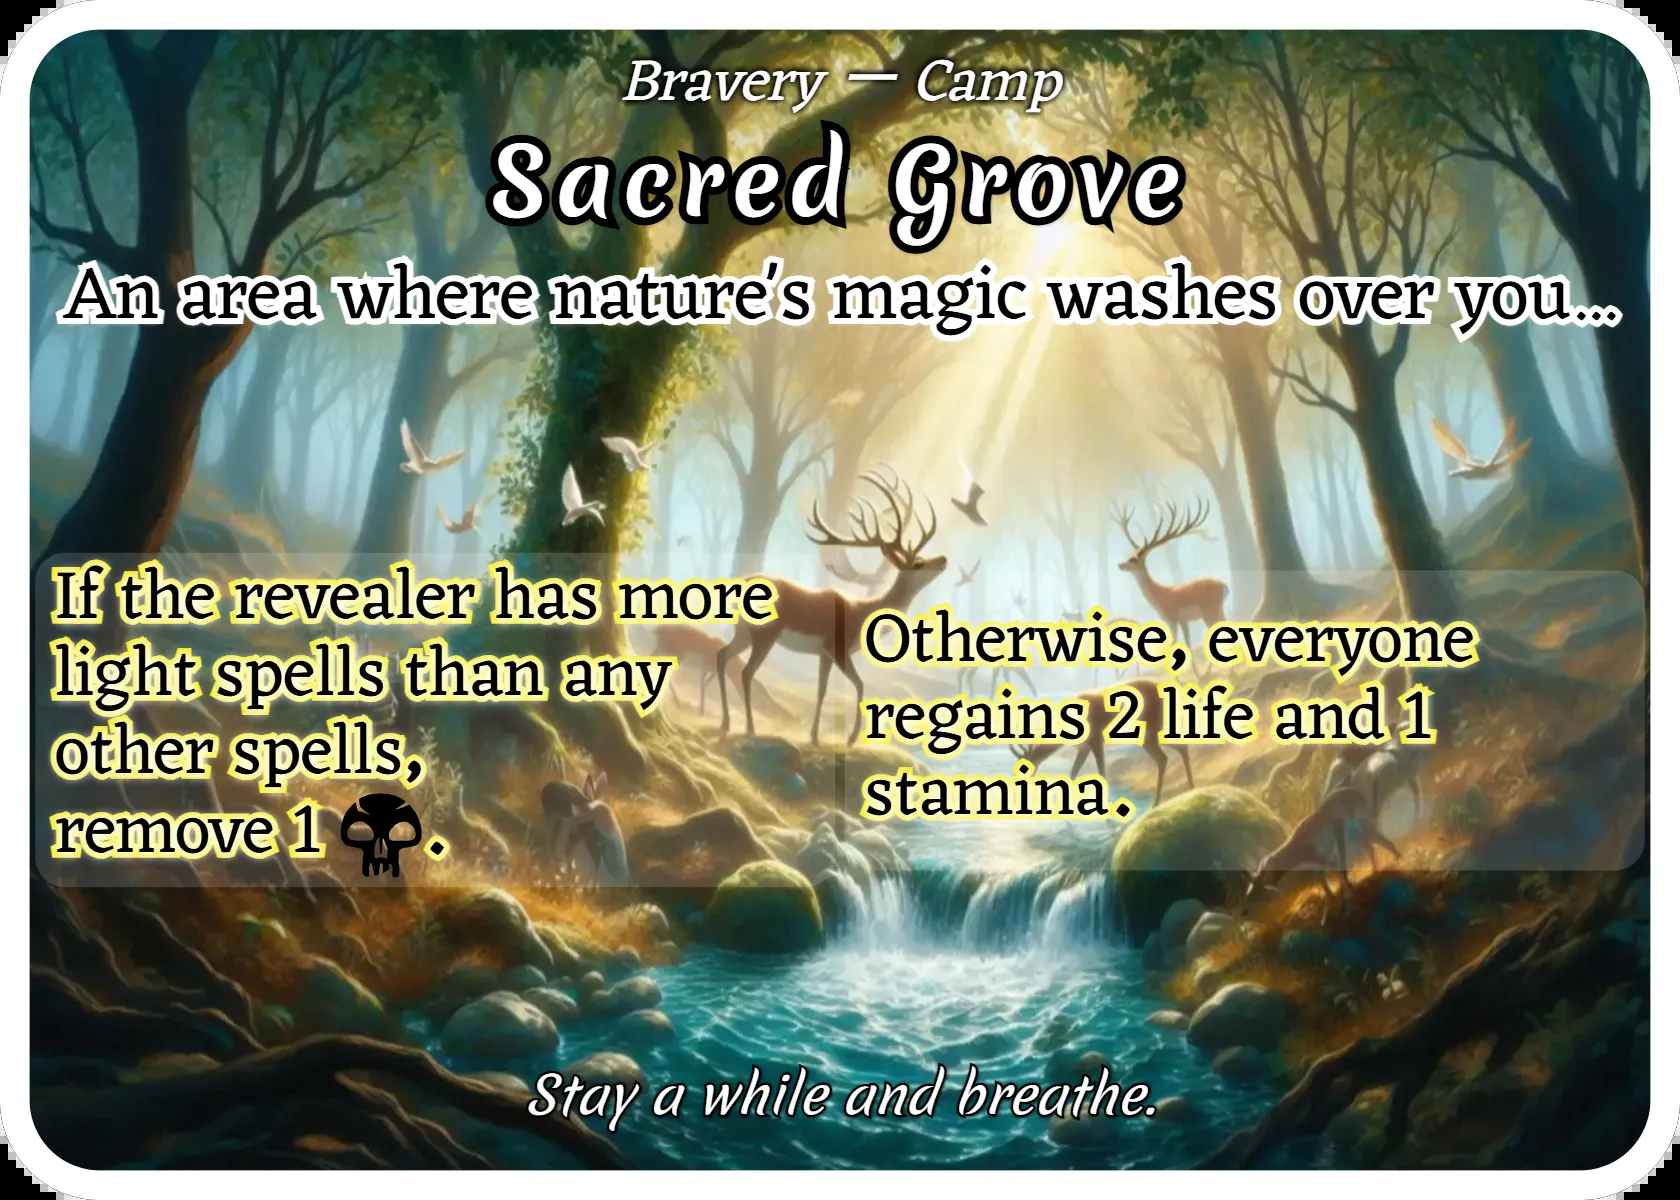 Bravery — Camp
Sacred Grove
An area where nature's magic washes over you...
If the revealer has more
light spells than any
other spells,
remove 1 .
Otherwise, everyone
regains 2 life and 1
stamina.
Stay a while and breathe.